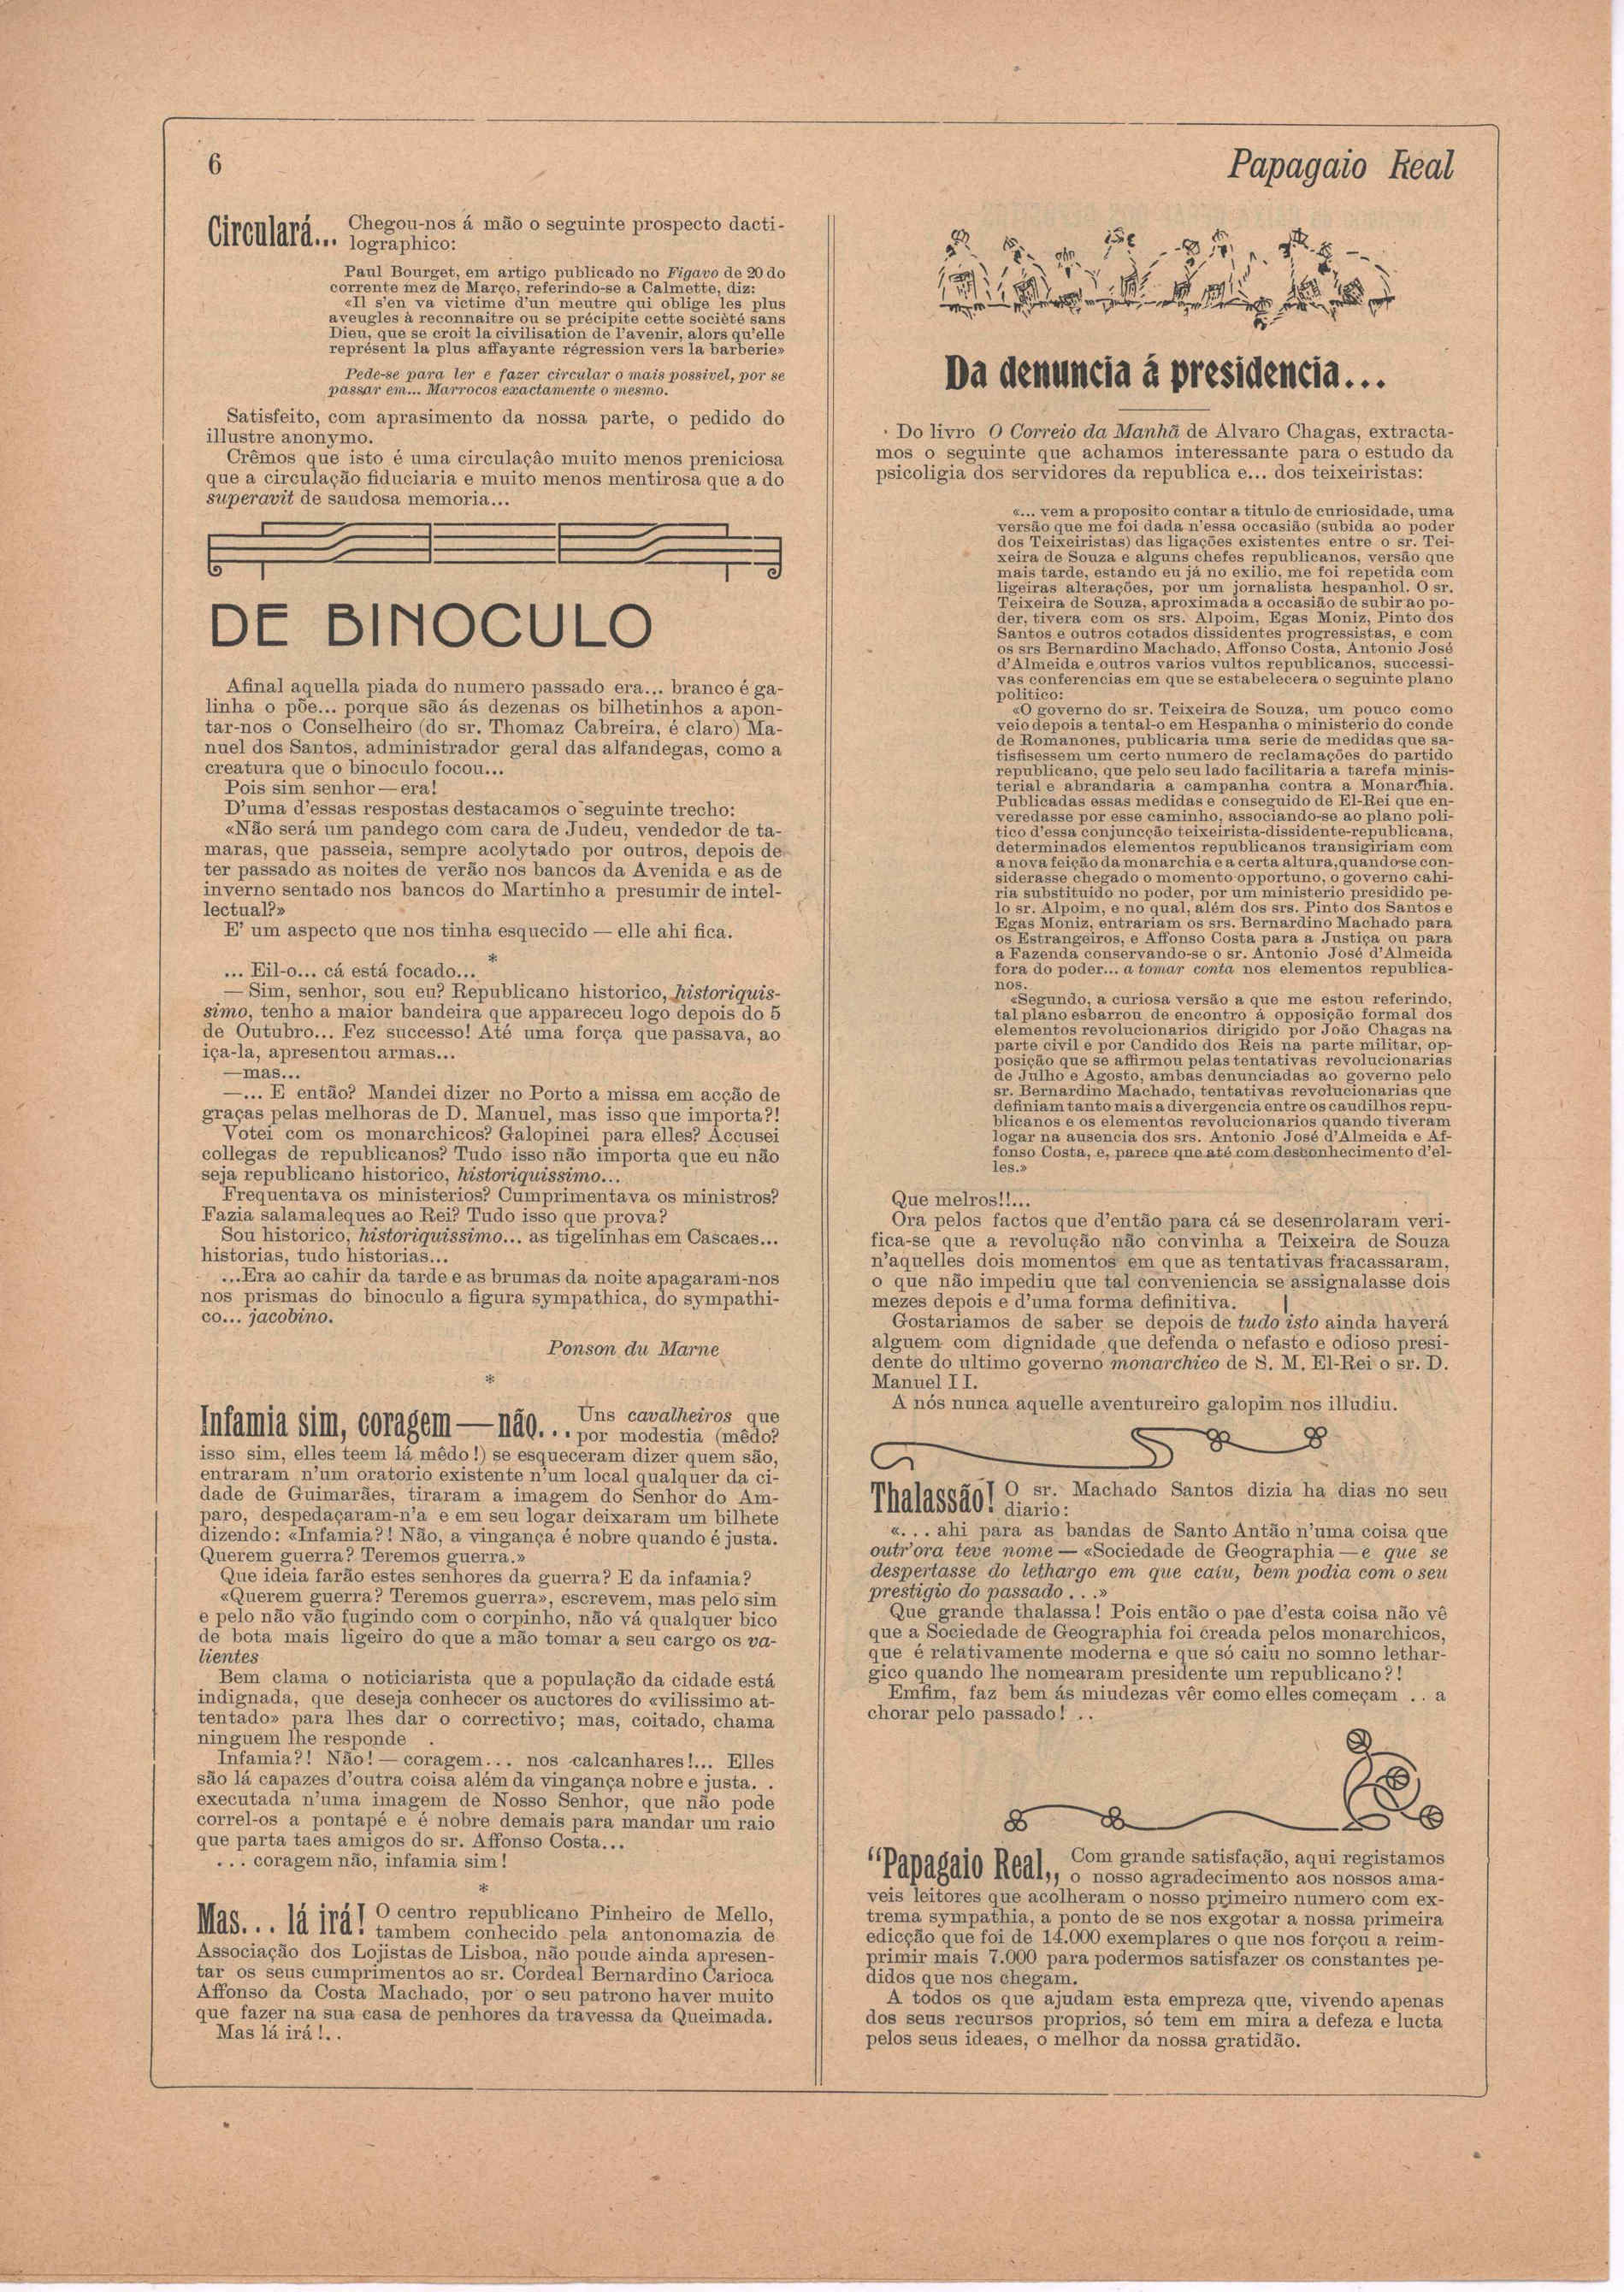 6
Papagaio Real
Circulará... Chegou-nos á mão o seguinte prospecto dacti-
lographico:
Paul Bourget, em artigo publicado no Figavo de 20 do
corrente mez de Março, referindo-se a Calmette, diz:
«Il s'en va victime d'un meutre qui oblige les plus
aveugles à reconnaitre ou se précipite cette société sans
Dieu, que se croit la civilisation de l'avenir, alors qu'elle
représent la plus affayante régression vers la barberie»
Pede-se para ler e fazer circular o mais possivel, por se
passar em... Marrocos exactamente o mesmo.
Satisfeito, com aprasimento da nossa parte, o pedido do
illustre anonymo.
Crêmos que isto é uma circulação muito menos preniciosa
que a circulação fiduciaria e muito menos mentirosa que a do
superavit de saudosa memoria...
DE BINOCULO
Afinal aquella piada do numero passado era... branco é ga-
linha o põe... porque são ás dezenas os bilhetinhos a apon-
tar-nos o Conselheiro (do sr. Thomaz Cabreira, é claro) Ma-
nuel dos Santos, administrador geral das alfandegas, como a
creatura que o binoculo focou...
Pois sim senhor—era!
D'uma d'essas respostas destacamos o seguinte trecho:
«Não será um pandego com cara de Judeu, vendedor de ta-
maras, que passeia, sempre acolytado por outros, depois de
ter passado as noites de verão nos bancos da Avenida e as de
inverno sentado nos bancos do Martinho a presumir de intel-
lectual?»
E' um aspecto que nos tinha esquecido — elle ahi fica.
*
... Eil-o... cá está focado...
— Sim, senhor, sou eu? Republicano historico, historiquis-
simo, tenho a maior bandeira que appareceu logo depois do 5
de Outubro... Fez successo! Até uma força que passava, ao
iça-la, apresentou armas...
—mas...
—... E então? Mandei dizer no Porto a missa em acção de
graças pelas melhoras de D. Manuel, mas isso que importa?!
Votei com os monarchicos? Galopinei para elles? Accusei
collegas de republicanos? Tudo isso não importa que eu não
seja republicano historico, historiquissimo...
Frequentava os ministerios? Cumprimentava os ministros?
Fazia salamaleques ao Rei? Tudo isso que prova?
Sou historico, historiquissimo... as tigelinhas em Cascaes...
historias, tudo historias...
...Era ao cahir da tarde e as brumas da noite apagaram-nos
nos prismas do binoculo a figura sympathica, do sympathi-
co... jacobino.
Ponson du Marne
*
Infamia sim, coragem—não... Uns cavalheiros que
por modestia (mêdo?
isso sim, elles teem lá mêdo!) se esqueceram dizer quem são,
entraram n'um oratorio existente n'um local qualquer da ci-
dade de Guimarães, tiraram a imagem do Senhor do Am-
paro, despedaçaram-n'a e em seu logar deixaram um bilhete
dizendo: «Infamia?! Não, a vingança é nobre quando é justa.
Querem guerra? Teremos guerra.»
Que ideia farão estes senhores da guerra? E da infamia?
«Querem guerra? Teremos guerra», escrevem, mas pelo sim
e pelo não vão fugindo com o corpinho, não vá qualquer bico
de bota mais ligeiro do que a mão tomar a seu cargo os va-
lientes
Bem clama o noticiarista que a população da cidade está
indignada, que deseja conhecer os auctores do «vilissimo at-
tentado» para lhes dar o correctivo; mas, coitado, chama
ninguem lhe responde .
Infamia?! Não! — coragem... nos calcanhares!... Elles
são lá capazes d'outra coisa além da vingança nobre e justa. .
executada n'uma imagem de Nosso Senhor, que não pode
correl-os a pontapé e é nobre demais para mandar um raio
que parta taes amigos do sr. Affonso Costa...
... coragem não, infamia sim!
*
Mas... lá irá! O centro republicano Pinheiro de Mello,
tambem conhecido pela antonomazia de
Associação dos Lojistas de Lisboa, não poude ainda apresen-
tar os seus cumprimentos ao sr. Cordeal Bernardino Carioca
Affonso da Costa Machado, por o seu patrono haver muito
que fazer na sua casa de penhores da travessa da Queimada.
Mas lá irá!..
Da denuncia á presidencia...
Do livro O Correio da Manhã de Alvaro Chagas, extracta-
mos o seguinte que achamos interessante para o estudo da
psicoligia dos servidores da republica e... dos teixeiristas:
«... vem a proposito contar a titulo de curiosidade, uma
versão que me foi dada n'essa occasião (subida ao poder
dos Teixeiristas) das ligações existentes entre o sr. Tei-
xeira de Souza e alguns chefes republicanos, versão que
mais tarde, estando eu já no exilio, me foi repetida com
ligeiras alterações, por um jornalista hespanhol. O sr.
Teixeira de Souza, aproximada a occasião de subir ao po-
der, tivera com os srs. Alpoim, Egas Moniz, Pinto dos
Santos e outros cotados dissidentes progressistas, e com
os srs Bernardino Machado, Affonso Costa, Antonio José
d'Almeida e outros varios vultos republicanos, successi-
vas conferencias em que se estabelecera o seguinte plano
politico:
«O governo do sr. Teixeira de Souza, um pouco como
veio depois a tental-o em Hespanha o ministerio do conde
de Romanones, publicaria uma serie de medidas que sa-
tisfisessem um certo numero de reclamações do partido
republicano, que pelo seu lado facilitaria a tarefa minis-
terial e abrandaria a campanha contra a Monarchia.
Publicadas essas medidas e conseguido de El-Rei que en-
veredasse por esse caminho, associando-se ao plano poli-
tico d'essa conjuncção teixeirista-dissidente-republicana,
determinados elementos republicanos transigiriam com
a nova feição da monarchia e a certa altura, quando se con-
siderasse chegado o momento opportuno, o governo cahi-
ria substituido no poder, por um ministerio presidido pe-
lo sr. Alpoim, e no qual, além dos srs. Pinto dos Santos e
Egas Moniz, entrariam os srs. Bernardino Machado para
os Estrangeiros, e Affonso Costa para a Justiça ou para
a Fazenda conservando-se o sr. Antonio José d'Almeida
fora do poder... a tomar conta nos elementos republica-
nos.
«Segundo, a curiosa versão a que me estou referindo,
tal plano esbarrou, de encontro á opposição formal dos
elementos revolucionarios dirigido por João Chagas na
parte civil e por Candido dos Reis na parte militar, op-
posição que se affirmou pelas tentativas revolucionarias
de Julho e Agosto, ambas denunciadas ao governo pelo
sr. Bernardino Machado, tentativas revolucionarias que
definiam tanto mais a divergencia entre os caudilhos repu-
blicanos e os elementos revolucionarios quando tiveram
logar na ausencia dos srs. Antonio José d'Almeida e Af-
fonso Costa, e, parece que até com desconhecimento d'el-
les.»
Que melros!!...
Ora pelos factos que d'então para cá se desenrolaram veri-
fica-se que a revolução não convinha a Teixeira de Souza
n'aquelles dois momentos em que as tentativas fracassaram,
o que não impediu que tal conveniencia se assignalasse dois
mezes depois e d'uma forma definitiva.
Gostariamos de saber se depois de tudo isto ainda haverá
alguem com dignidade que defenda o nefasto e odioso presi-
dente do ultimo governo monarchico de S. M. El-Rei o sr. D.
Manuel II.
A nós nunca aquelle aventureiro galopim nos illudiu.
Thalassão! O sr. Machado Santos dizia ha dias no seu
diario:
«... ahi para as bandas de Santo Antão n'uma coisa que
outr'ora teve nome — «Sociedade de Geographia — e que se
despertasse do lethargo em que caiu, bem podia com o seu
prestigio do passado ...»
Que grande thalassa! Pois então o pae d'esta coisa não vê
que a Sociedade de Geographia foi creada pelos monarchicos,
que é relativamente moderna e que só caiu no somno lethar-
gico quando lhe nomearam presidente um republicano?!
Emfim, faz bem ás miudezas vêr como elles começam .. a
chorar pelo passado! ..
"Papagaio Real,, Com grande satisfação, aqui registamos
o nosso agradecimento aos nossos ama-
veis leitores que acolheram o nosso primeiro numero com ex-
trema sympathia, a ponto de se nos exgotar a nossa primeira
edicção que foi de 14.000 exemplares o que nos forçou a reim-
primir mais 7.000 para podermos satisfazer os constantes pe-
didos que nos chegam.
A todos os que ajudam esta empreza que, vivendo apenas
dos seus recursos proprios, só tem em mira a defeza e lucta
pelos seus ideaes, o melhor da nossa gratidão.